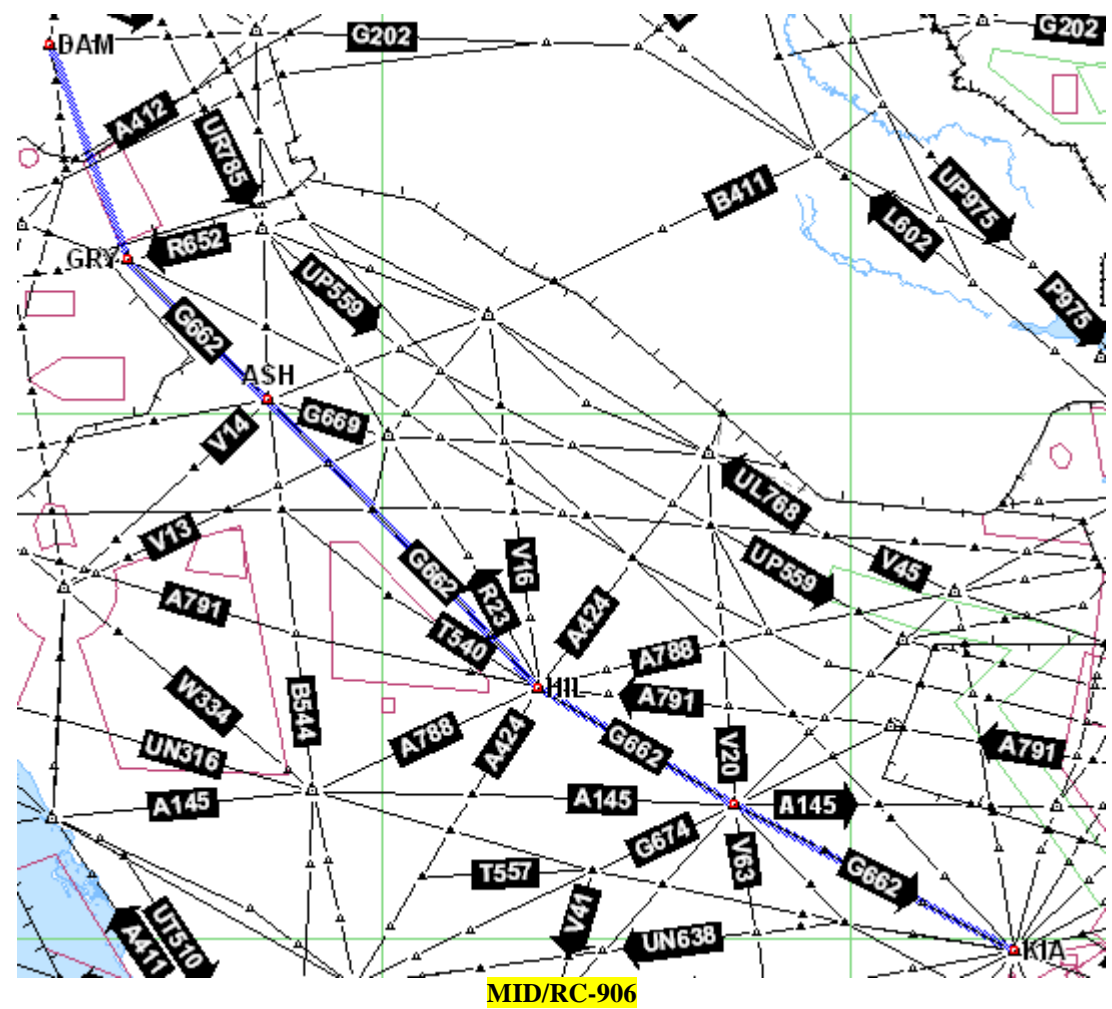 G202
G202
DAM
A412
UR785
B411
UP975
L602
R652
GRY
UP559
P975
G662
ASH
G669
V14
UL768
V13
V16
UP559
V45
G662
A791
R23
A424
T540
A788
HIL
A791
W334
B544
A788
A424
G662
V20
A791
UN316
A145
A145
A145
G674
V63
G662
T557
V41
UT510
A411
UN638
KIA
MID/RC-906